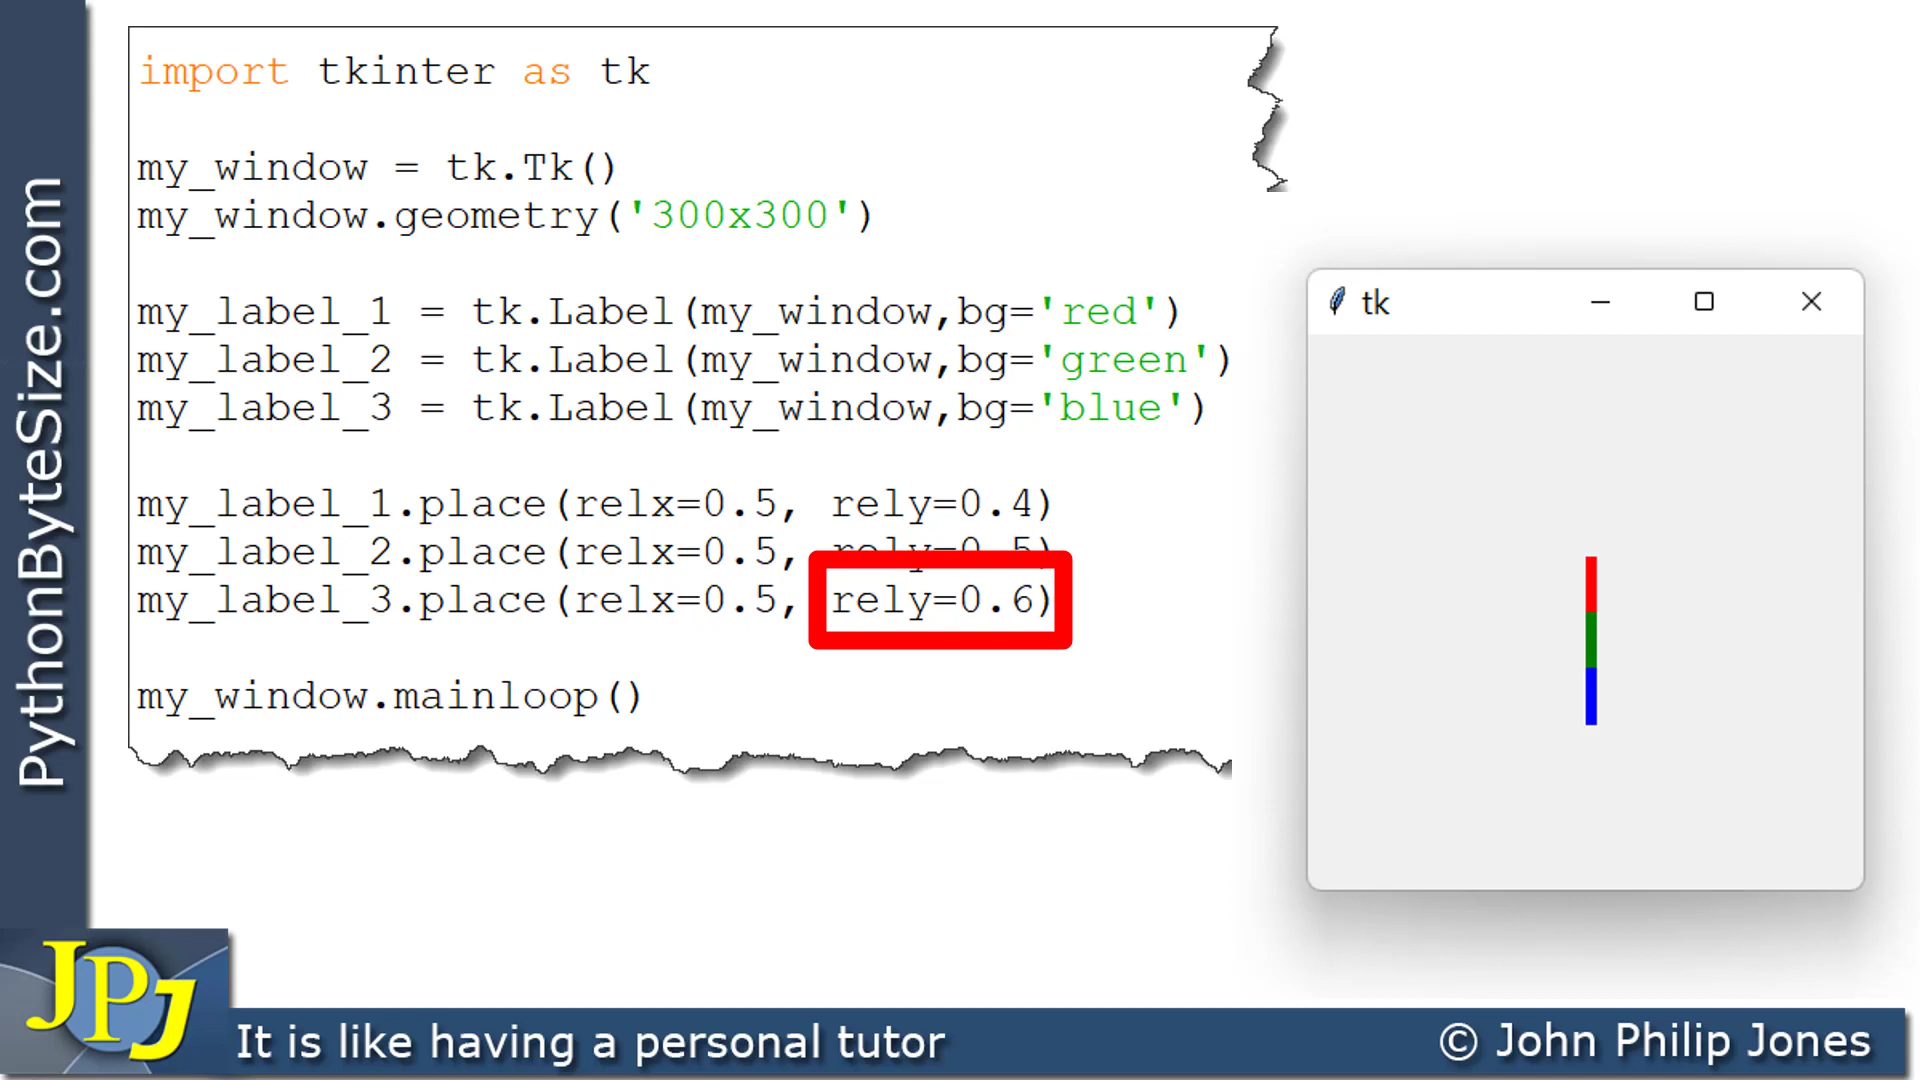 PythonByteSize.com
import tkinter as tk
my_window = tk.Tk()
my_window.geometry('300x300')
my_label_1 = tk.Label(my_window,bg='red')
my_label_2 = tk.Label(my_window,bg='green')
my_label_3 = tk.Label(my_window,bg='blue')
my_label_1.place(relx=0.5, rely=0.4)
my_label_2.place(relx=0.5, rely=0.5)
my_label_3.place(relx=0.5, rely=0.6)
my_window.mainloop()
tk
JPJ
It is like having a personal tutor
© John Philip Jones